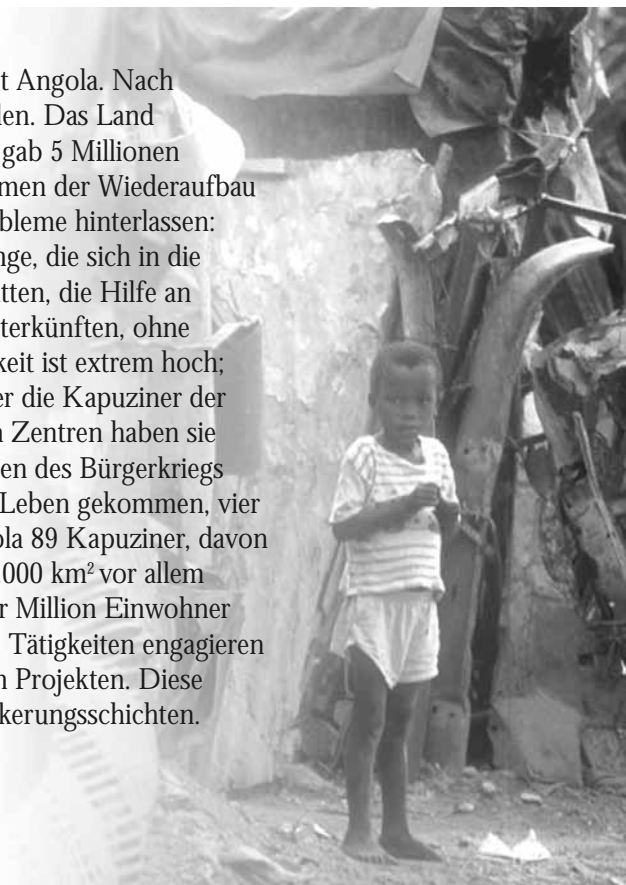 t Angola. Nach
len. Das Land
gab 5 Millionen
men der Wiederaufbau
bleme hinterlassen:
nge, die sich in die
tten, die Hilfe an
terkünften, ohne
keit ist extrem hoch;
er die Kapuziner der
n Zentren haben sie
en des Bürgerkriegs
Leben gekommen, vier
ola 89 Kapuziner, davon
.000 km² vor allem
r Million Einwohner
Tätigkeiten engagieren
n Projekten. Diese
kerungsschichten.